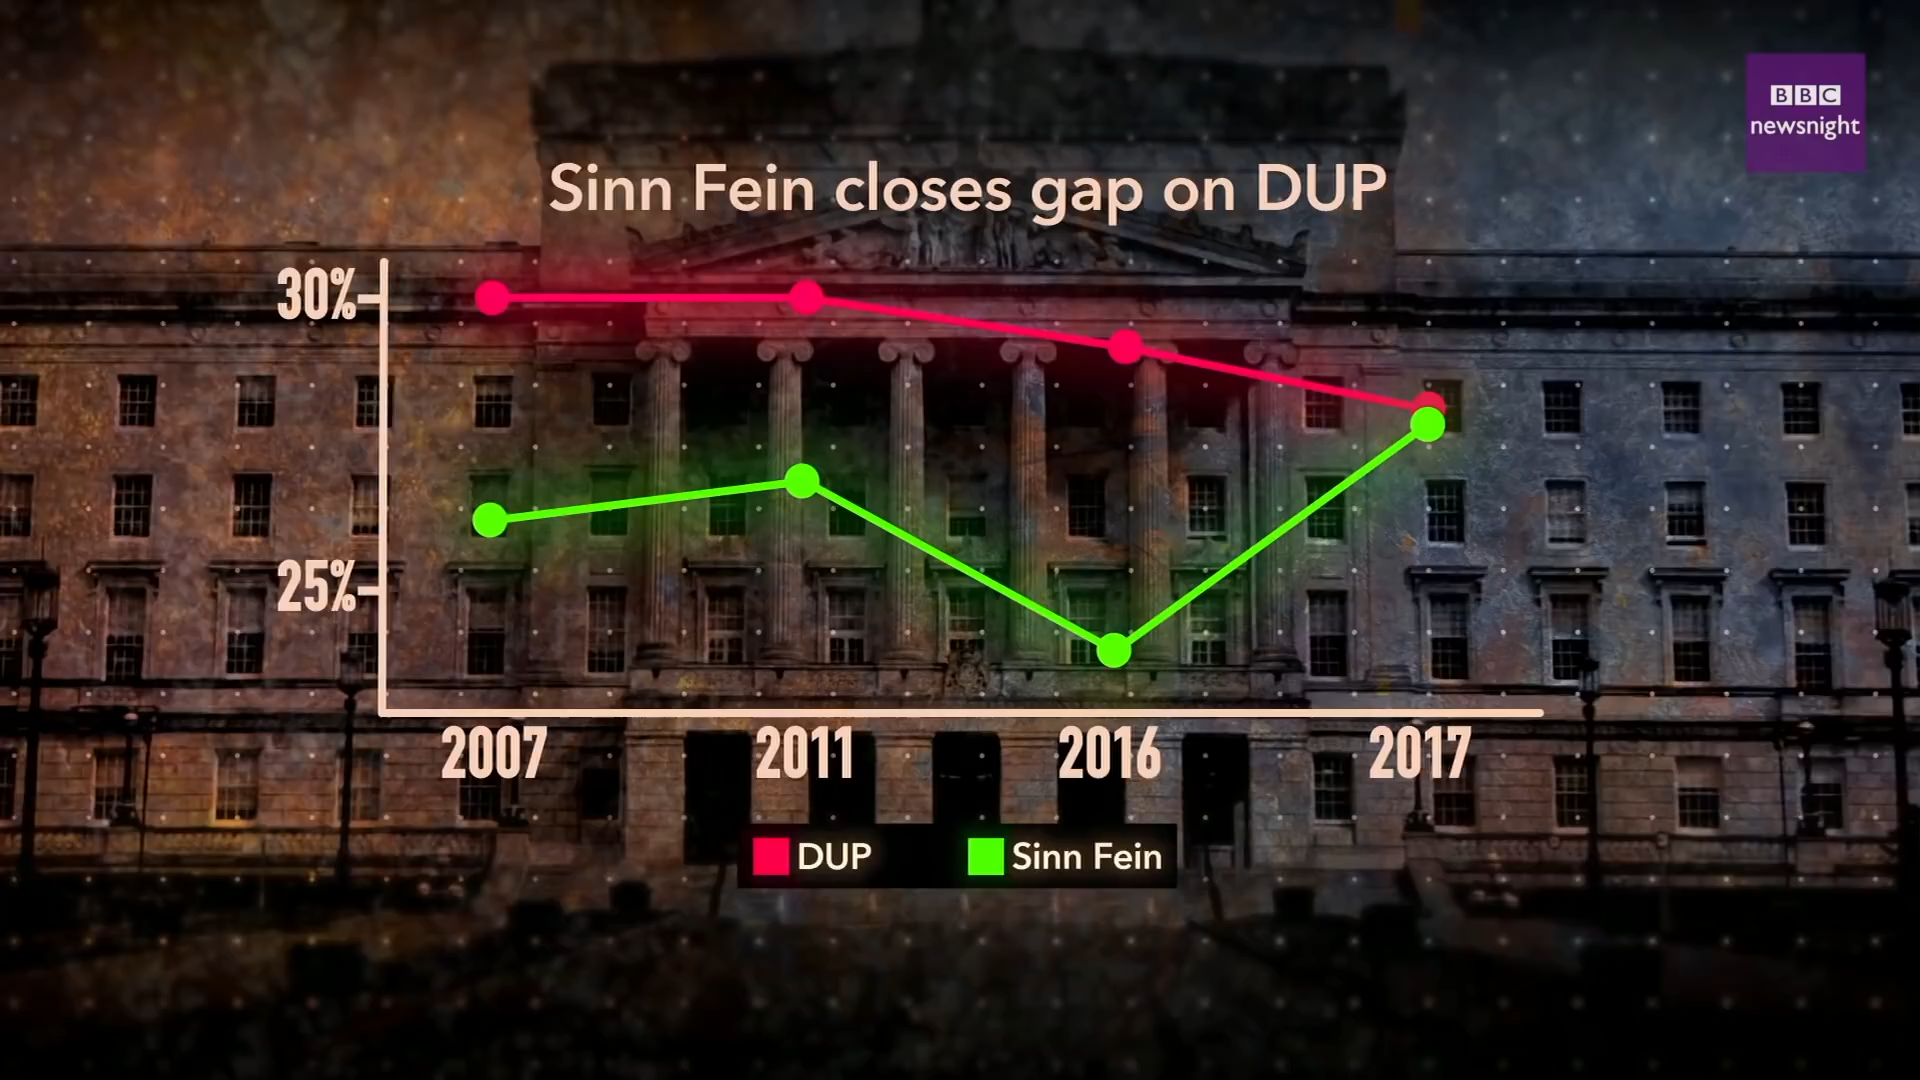 BBC
newsnight
Sinn Fein closes gap on DUP
30%
25%
2007 2011 2016 2017
DUP Sinn Fein